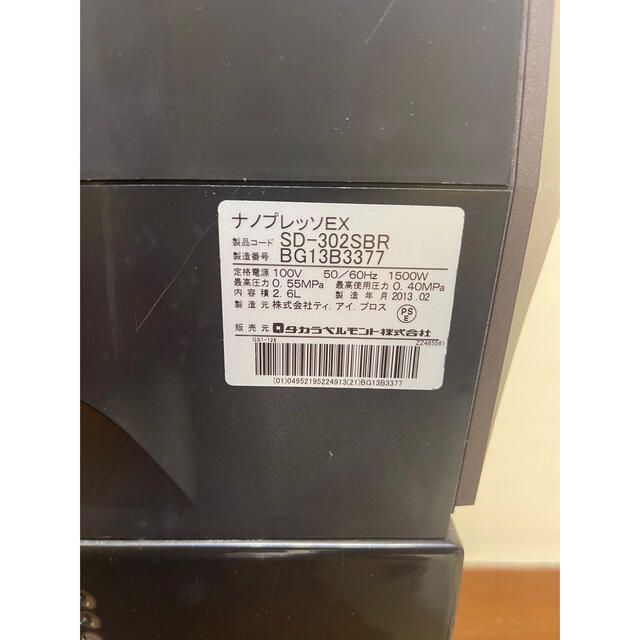 ナノプレッソEX
製品コード SD-302SBR
製造番号 BG13B3377
定格電源 100V 50/60Hz 1500W
最高圧力 0.55MPa 最高使用圧力 0.40MPa
内容積 2.6L 製造年月 2013.02
製造元 株式会社ティ.アイ.プロス
PS E
販売元 タカラベルモント株式会社
GS1-128 ZZ465561
(01)04952195224913(21)BG13B3377